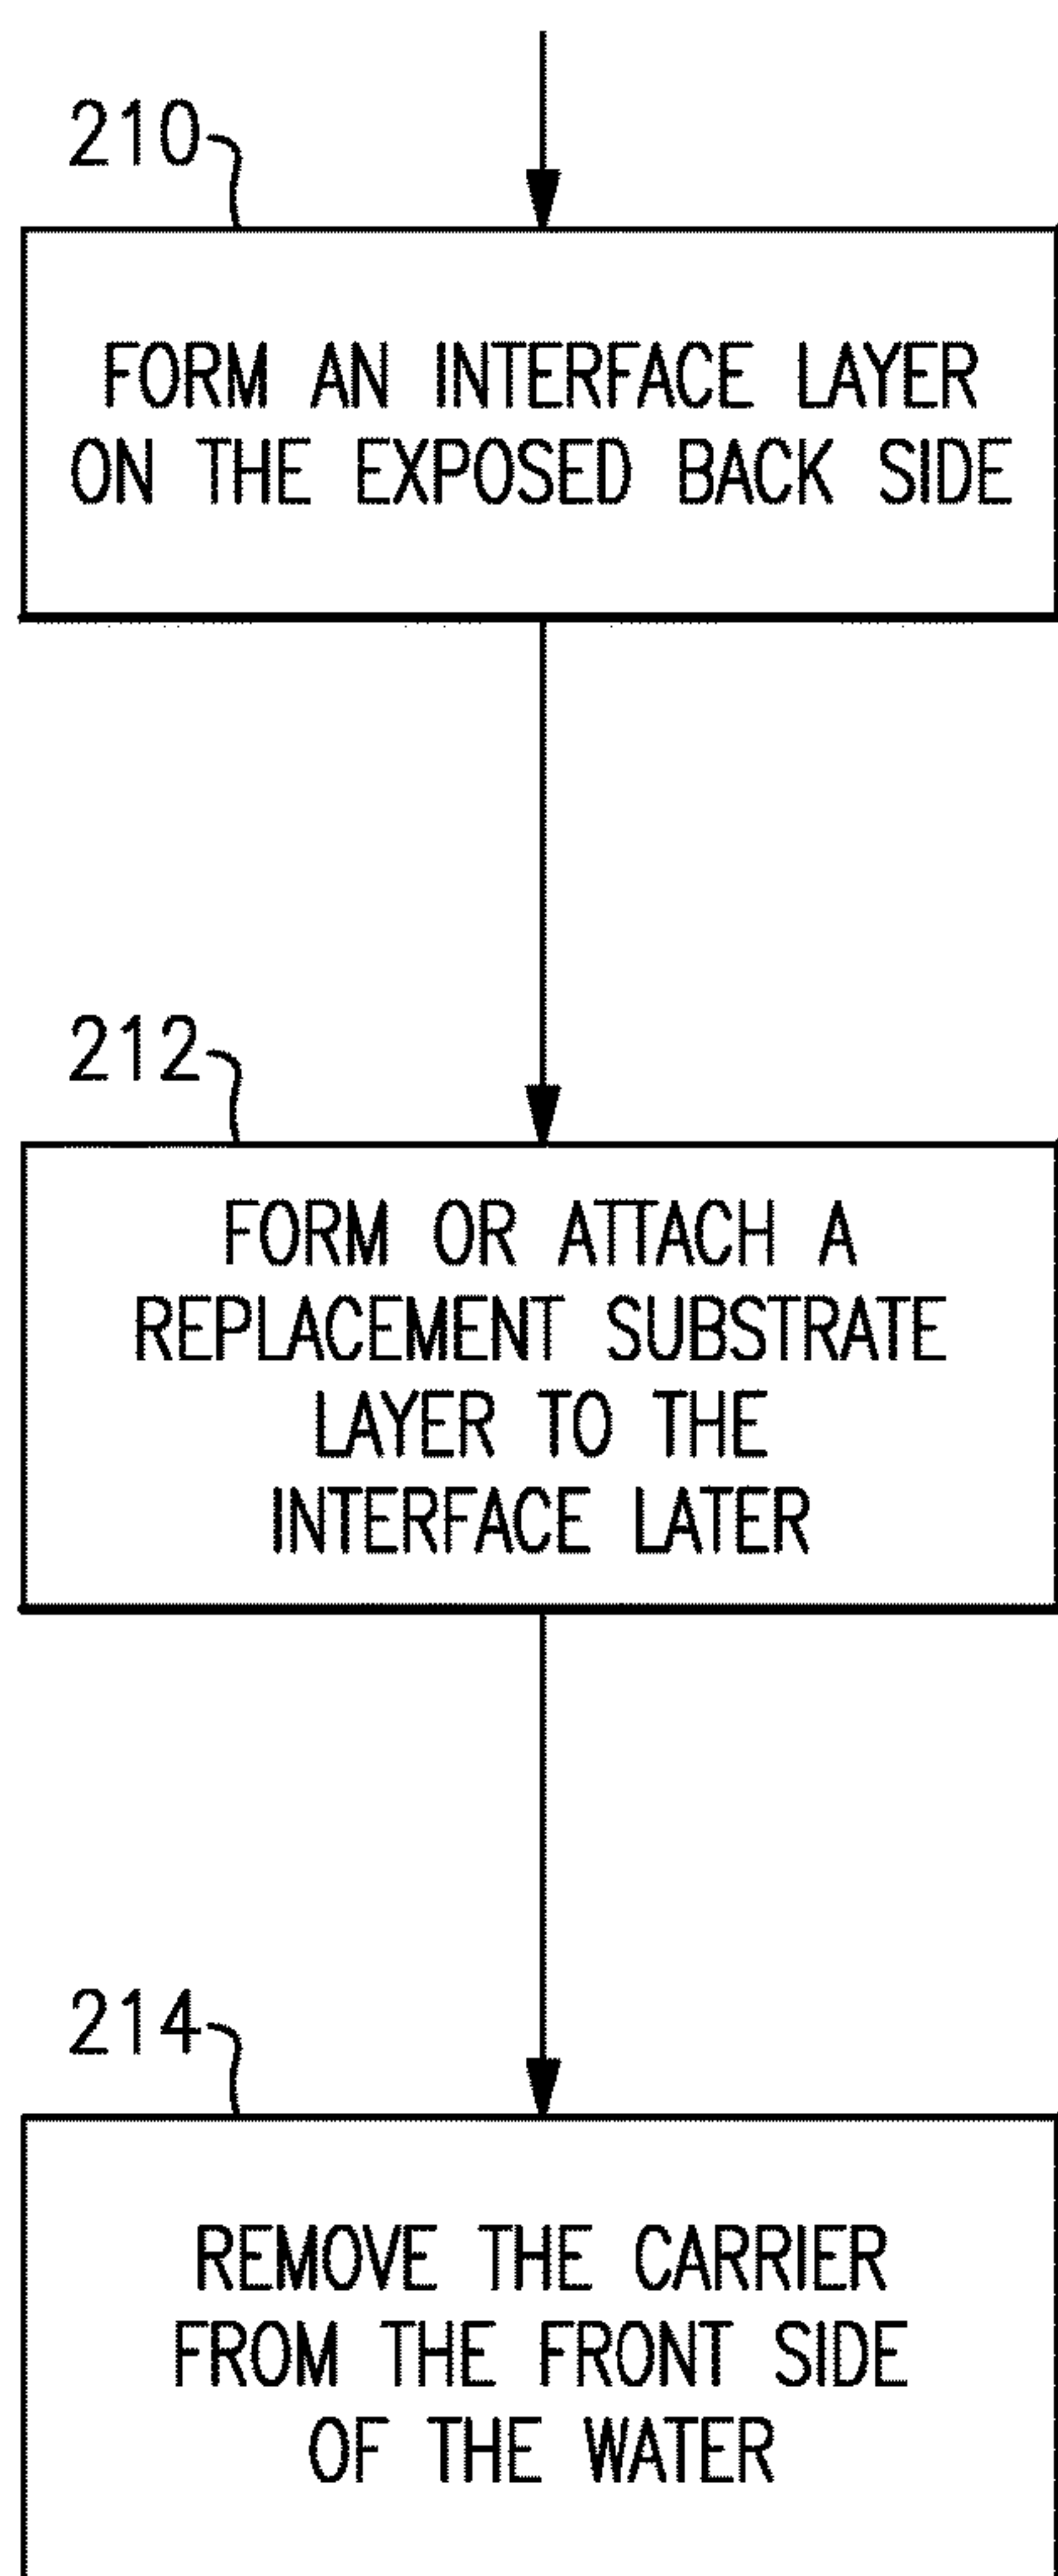 210
FORM AN INTERFACE LAYER
ON THE EXPOSED BACK SIDE
212
FORM OR ATTACH A
REPLACEMENT SUBSTRATE
LAYER TO THE
INTERFACE LATER
214
REMOVE THE CARRIER
FROM THE FRONT SIDE
OF THE WATER